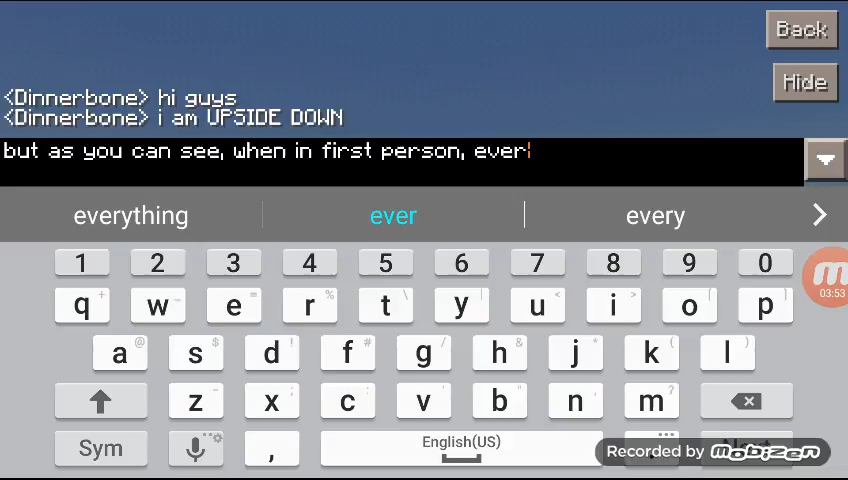 Back
Hide
<Dinnerbone> hi guys
<Dinnerbone> i am UPSIDE DOWN
but as you can see, when in first person, ever
everything ever every
03:53
1 2 3 4 5 6 7 8 9 0
q w e r t y u i o p
a s d f g h j k l
z x c v b n m
Sym , English(US)
Recorded by mobizen